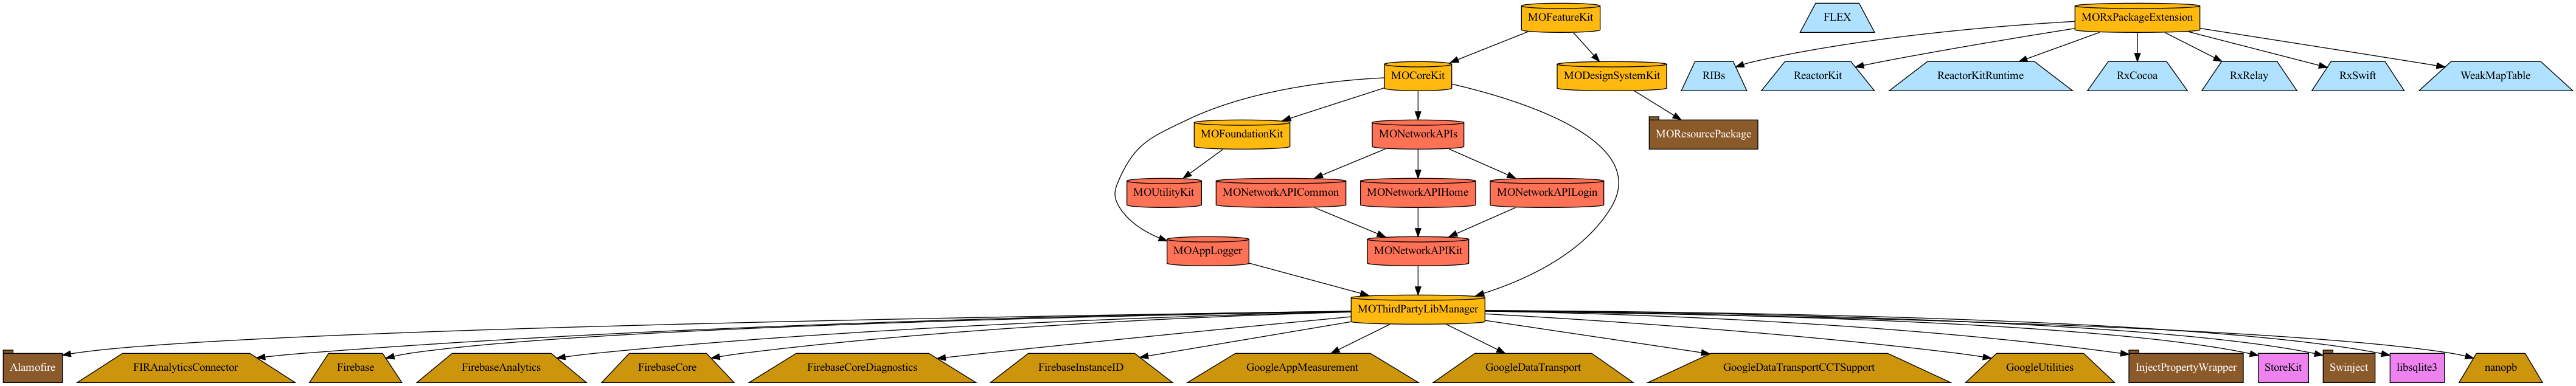 MOFeatureKit
FLEX
MORxPackageExtension
MOCoreKit
MODesignSystemKit
RIBs
ReactorKit
ReactorKitRuntime
RxCocoa
RxRelay
RxSwift
WeakMapTable
MOFoundationKit
MONetworkAPIs
MOResourcePackage
MOUtilityKit
MONetworkAPICommon
MONetworkAPIHome
MONetworkAPILogin
MOAppLogger
MONetworkAPIKit
MOThirdPartyLibManager
Alamofire
FIRAnalyticsConnector
Firebase
FirebaseAnalytics
FirebaseCore
FirebaseCoreDiagnostics
FirebaseInstanceID
GoogleAppMeasurement
GoogleDataTransport
GoogleDataTransportCCTSupport
GoogleUtilities
InjectPropertyWrapper
StoreKit
Swinject
libsqlite3
nanopb